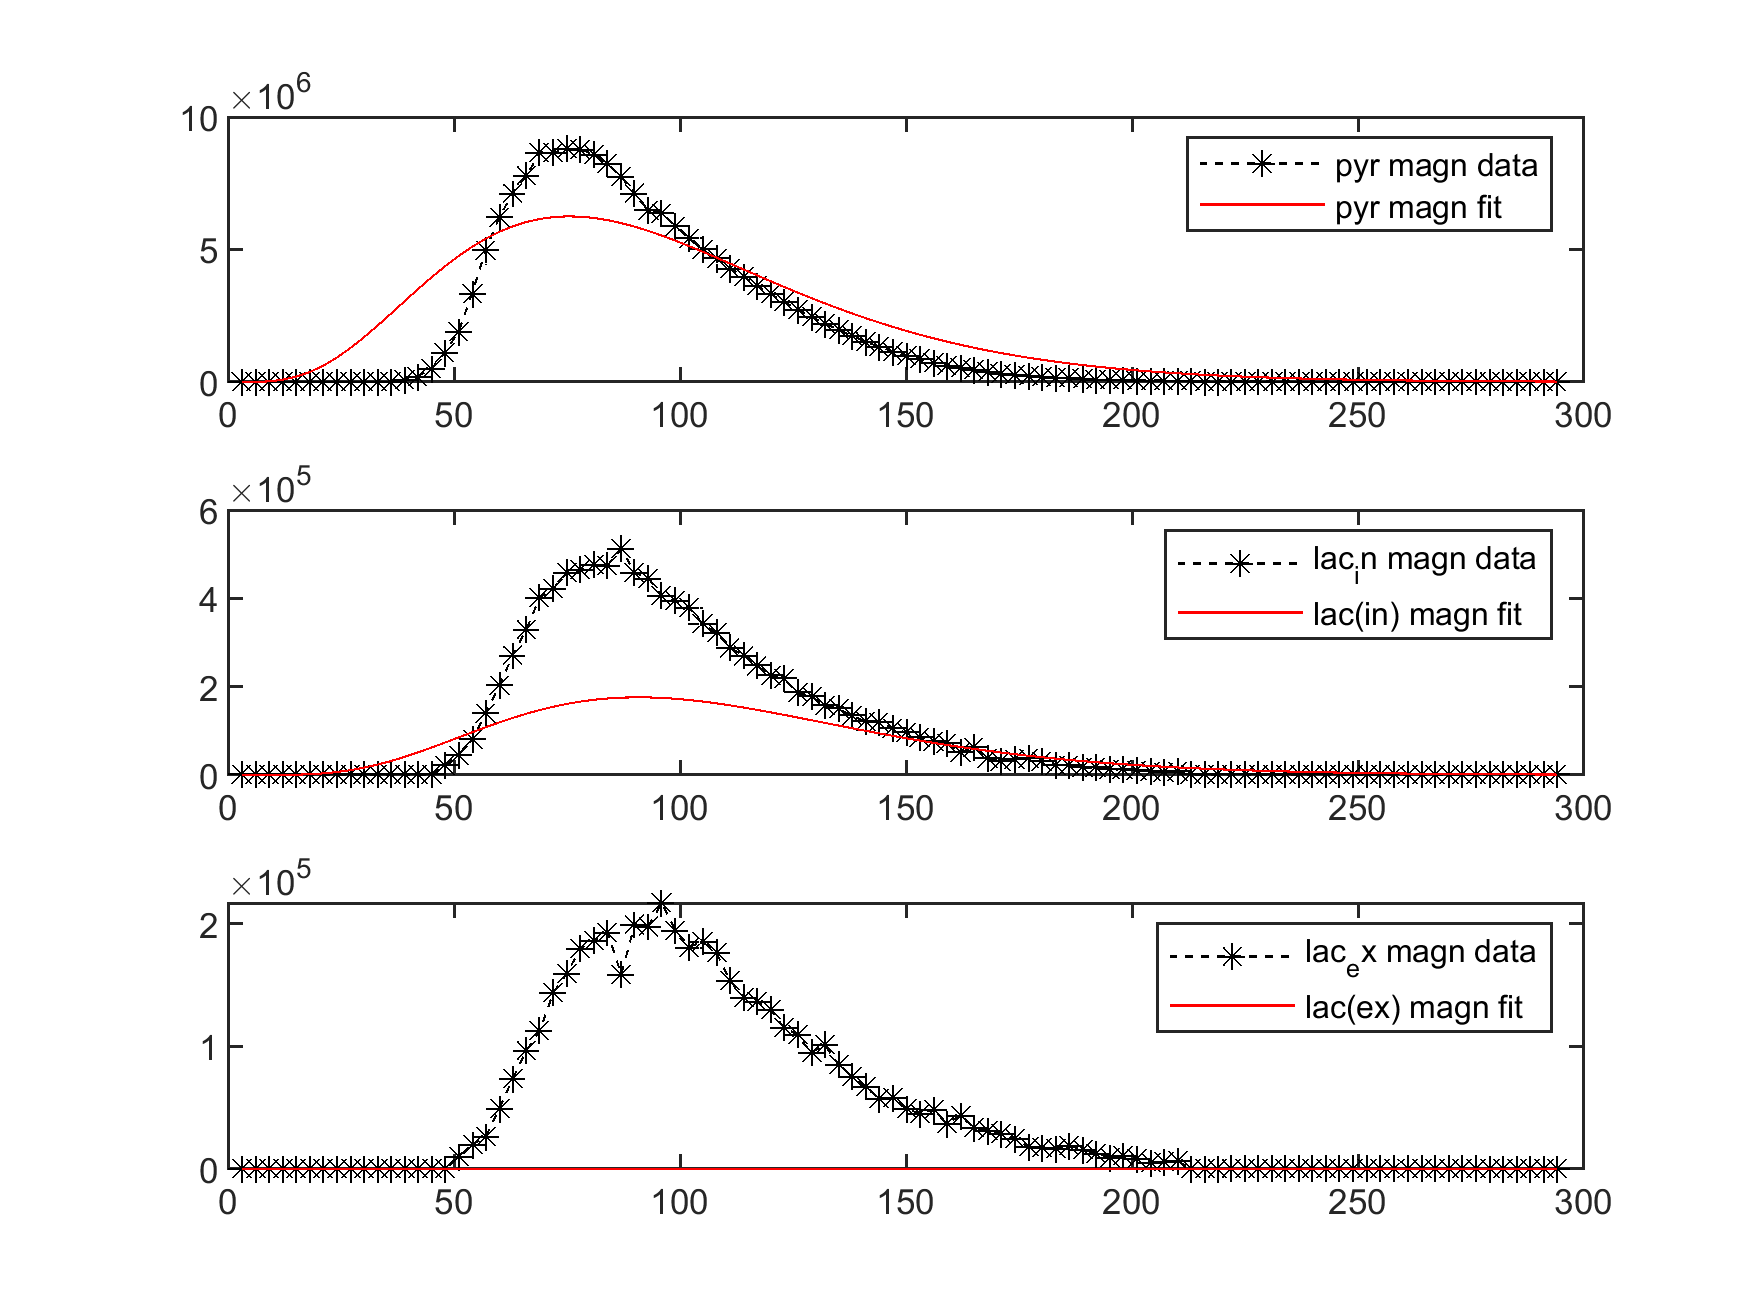 ×10^6
10
5
0
0 50 100 150 200 250 300
pyr magn data
pyr magn fit
×10^5
6
4
2
0
0 50 100 150 200 250 300
lac_in magn data
lac(in) magn fit
×10^5
2
1
0
0 50 100 150 200 250 300
lac_ex magn data
lac(ex) magn fit